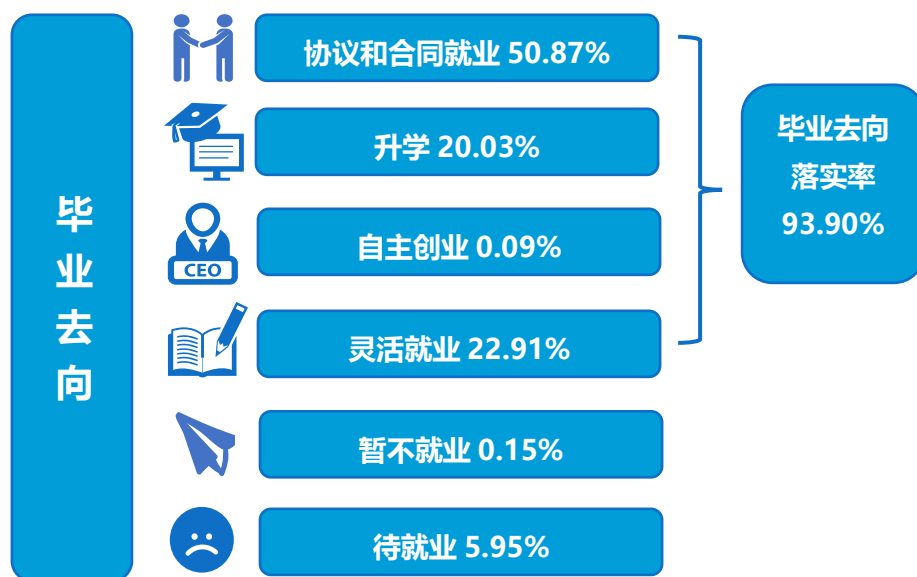 毕业去向
协议和合同就业 50.87%
升学 20.03%
CEO
自主创业 0.09%
灵活就业 22.91%
暂不就业 0.15%
待就业 5.95%
毕业去向
落实率
93.90%